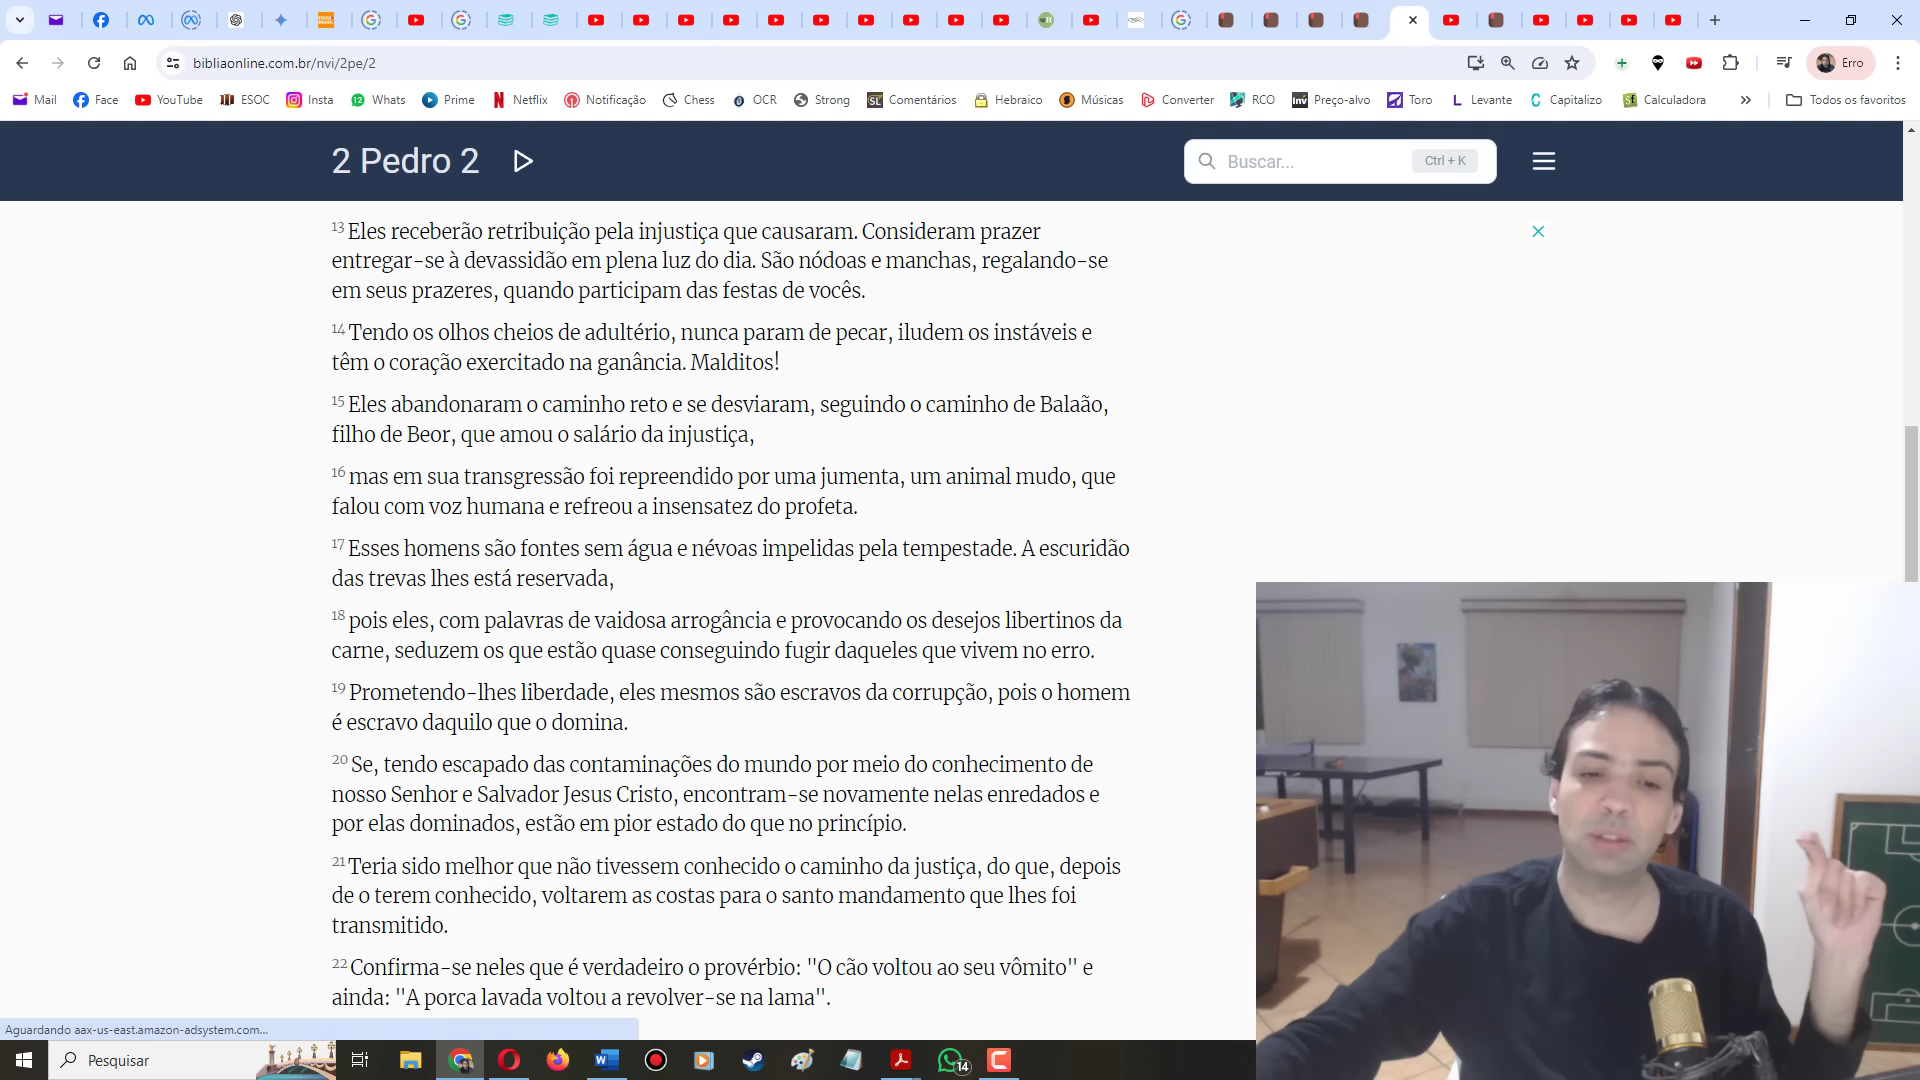 bibliaonline.com.br/nvi/2pe/2
Erro
Mail
Face
YouTube
ESOC
Insta
Whats
Prime
Netflix
Notificação
Chess
OCR
Strong
Comentários
Hebraico
Músicas
Converter
RCO
Preço-alvo
Toro
Levante
Capitalizo
Calculadora
Todos os favoritos
2 Pedro 2
Buscar...
Ctrl + K
13 Eles receberão retribuição pela injustiça que causaram. Consideram prazer
entregar-se à devassidão em plena luz do dia. São nódoas e manchas, regalando-se
em seus prazeres, quando participam das festas de vocês.
14 Tendo os olhos cheios de adultério, nunca param de pecar, iludem os instáveis e
têm o coração exercitado na ganância. Malditos!
15 Eles abandonaram o caminho reto e se desviaram, seguindo o caminho de Balaão,
filho de Beor, que amou o salário da injustiça,
16 mas em sua transgressão foi repreendido por uma jumenta, um animal mudo, que
falou com voz humana e refreou a insensatez do profeta.
17 Esses homens são fontes sem água e névoas impelidas pela tempestade. A escuridão
das trevas lhes está reservada,
18 pois eles, com palavras de vaidosa arrogância e provocando os desejos libertinos da
carne, seduzem os que estão quase conseguindo fugir daqueles que vivem no erro.
19 Prometendo-lhes liberdade, eles mesmos são escravos da corrupção, pois o homem
é escravo daquilo que o domina.
20 Se, tendo escapado das contaminações do mundo por meio do conhecimento de
nosso Senhor e Salvador Jesus Cristo, encontram-se novamente nelas enredados e
por elas dominados, estão em pior estado do que no princípio.
21 Teria sido melhor que não tivessem conhecido o caminho da justiça, do que, depois
de o terem conhecido, voltarem as costas para o santo mandamento que lhes foi
transmitido.
22 Confirma-se neles que é verdadeiro o provérbio: "O cão voltou ao seu vômito" e
ainda: "A porca lavada voltou a revolver-se na lama".
Aguardando aax-us-east.amazon-adsystem.com...
Pesquisar
14